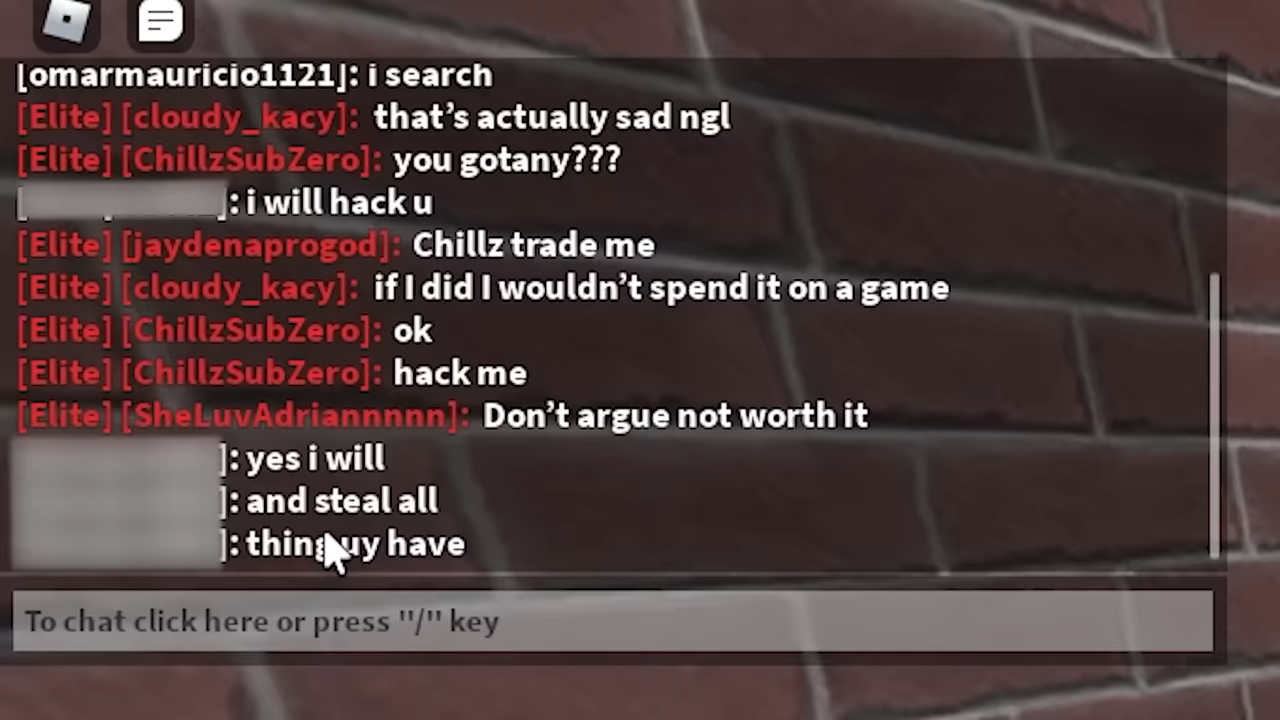 [omarmauricio1121]: i search
[Elite] [cloudy_kacy]: that's actually sad ngl
[Elite] [ChillzSubZero]: you gotany???
]: i will hack u
[Elite] [jaydenaprogod]: Chillz trade me
[Elite] [cloudy_kacy]: if I did I wouldn't spend it on a game
[Elite] [ChillzSubZero]: ok
[Elite] [ChillzSubZero]: hack me
[Elite] [SheLuvAdriannnnn]: Don't argue not worth it
]: yes i will
]: and steal all
]: have
To chat click here or press "/" key